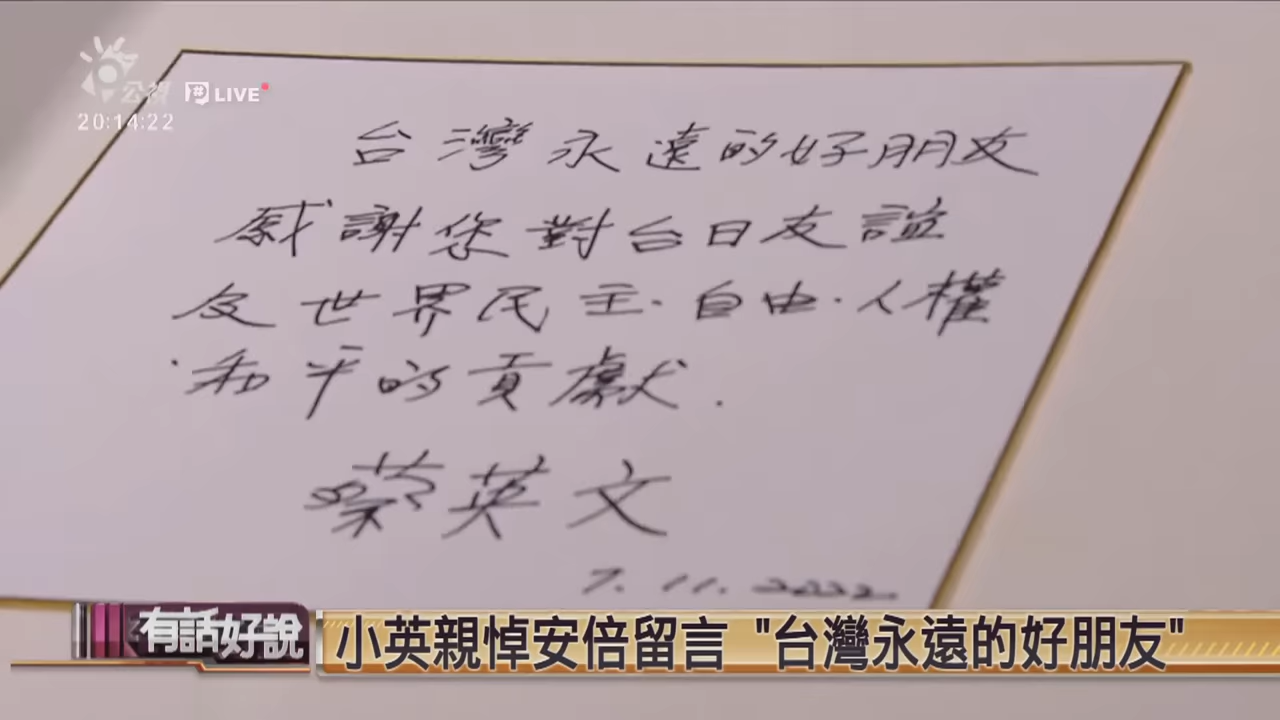 公視 LIVE
20:14:22
台灣永遠的好朋友
感謝您對台日友誼
及世界民主.自由.人權
.和平的貢獻.
蔡英文
7.11.2022
有話好說
小英親悼安倍留言 "台灣永遠的好朋友"